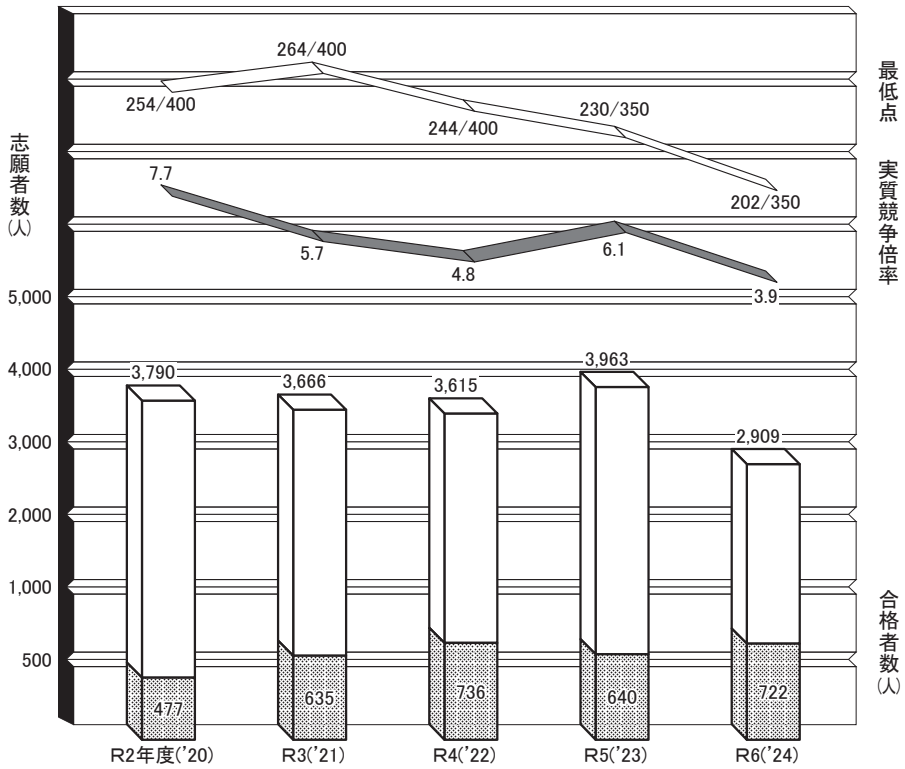 264/400
254/400
244/400
230/350
202/350
最低点
7.7
5.7
4.8
6.1
3.9
実質競争倍率
志願者数(人)
5,000
4,000
3,000
2,000
1,000
500
3,790
3,666
3,615
3,963
2,909
477
635
736
640
722
合格者数(人)
R2年度('20)
R3('21)
R4('22)
R5('23)
R6('24)